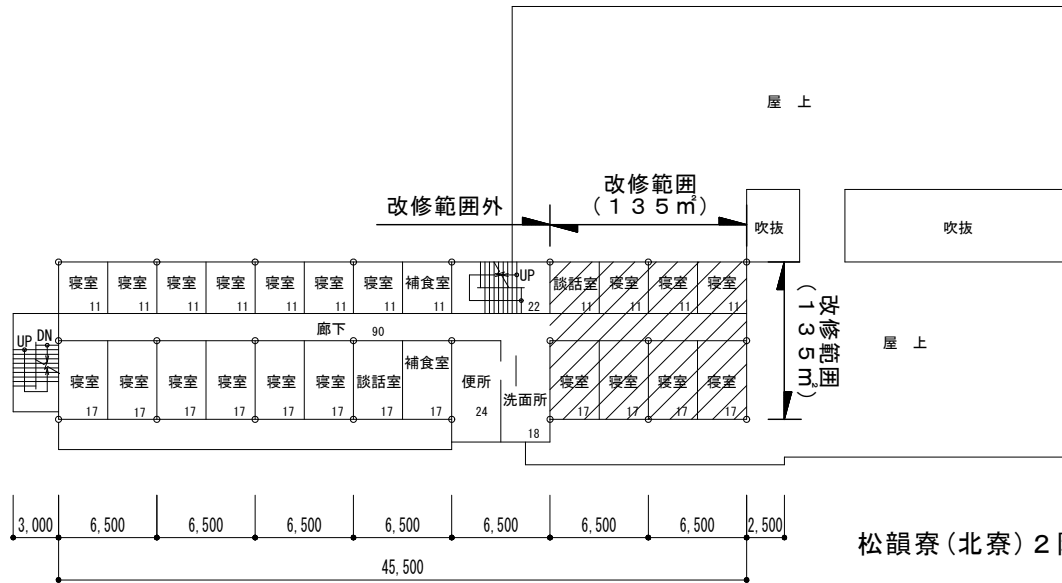 屋 上
改修範囲
改修範囲外
(135㎡)
吹抜
吹抜
UP
寝室 寝室 寝室 寝室 寝室 寝室 寝室 補食室 談話室 寝室 寝室 寝室
11 11 11 11 11 11 11 11 22 11 11 11 11
改修範囲
(135㎡)
廊下 90
UP DN
屋 上
寝室 寝室 寝室 寝室 寝室 寝室 談話室 補食室 便所 洗面所 寝室 寝室 寝室 寝室
17 17 17 17 17 17 17 17 24 18 17 17 17 17
3,000 6,500 6,500 6,500 6,500 6,500 6,500 6,500 2,500
45,500
松韻寮(北寮)2